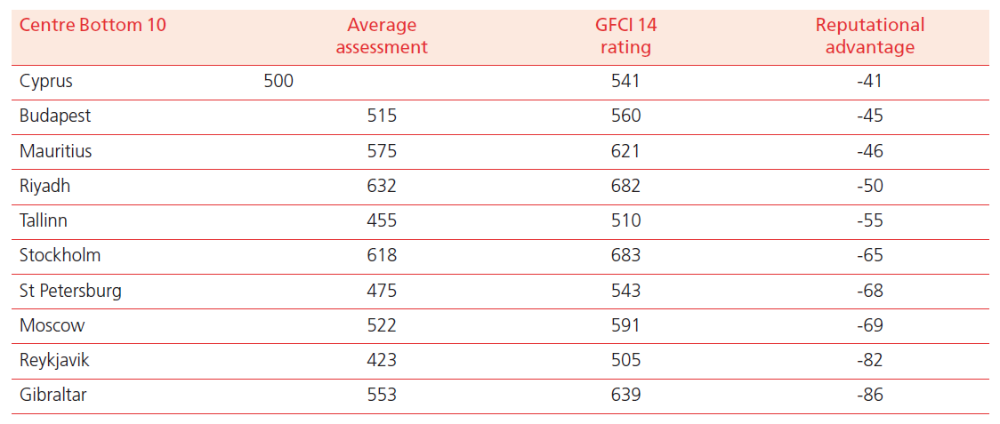 Centre Bottom 10 Average assessment GFCI 14 rating Reputational advantage
Cyprus 500 541 -41
Budapest 515 560 -45
Mauritius 575 621 -46
Riyadh 632 682 -50
Tallinn 455 510 -55
Stockholm 618 683 -65
St Petersburg 475 543 -68
Moscow 522 591 -69
Reykjavik 423 505 -82
Gibraltar 553 639 -86